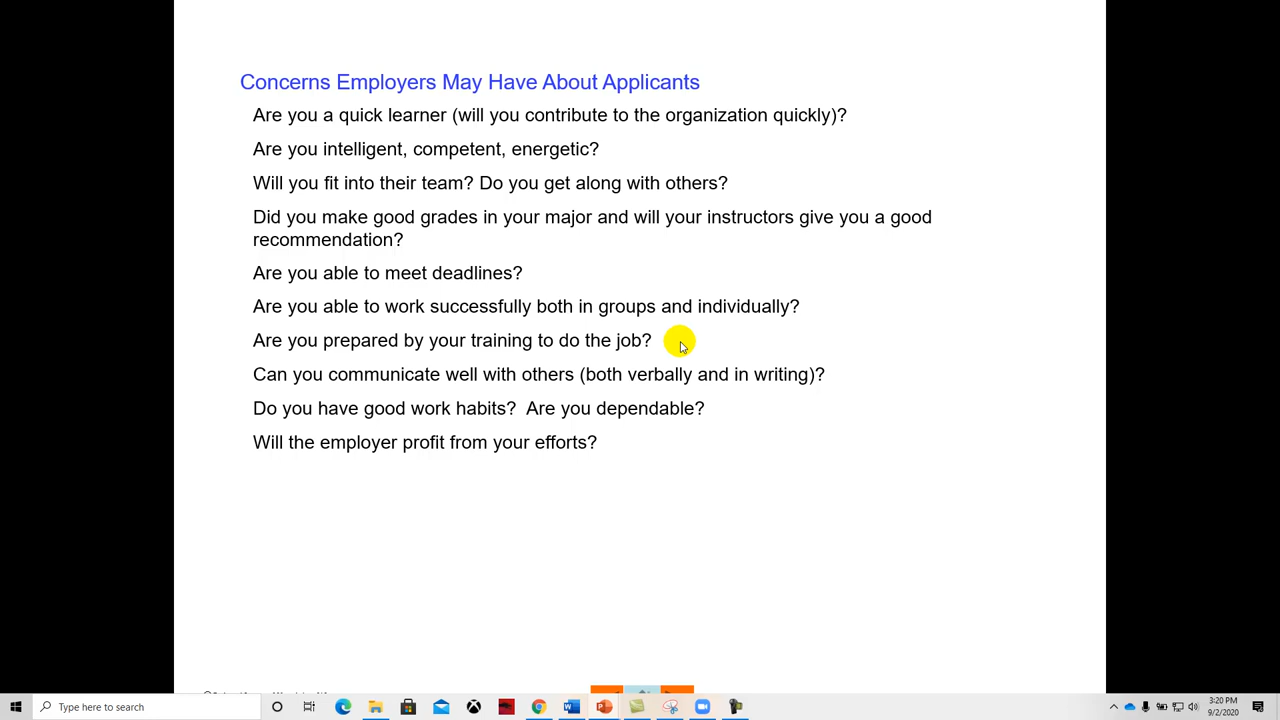 Concerns Employers May Have About Applicants
Are you a quick learner (will you contribute to the organization quickly)?
Are you intelligent, competent, energetic?
Will you fit into their team? Do you get along with others?
Did you make good grades in your major and will your instructors give you a good
recommendation?
Are you able to meet deadlines?
Are you able to work successfully both in groups and individually?
Are you prepared by your training to do the job?
Can you communicate well with others (both verbally and in writing)?
Do you have good work habits?  Are you dependable?
Will the employer profit from your efforts?
Type here to search
3:20 PM
9/2/2020